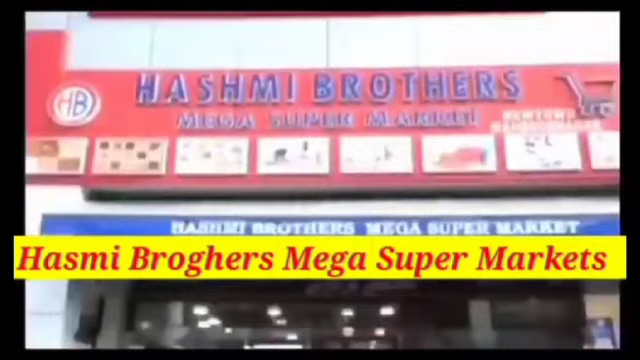 HASHMI BROTHERS
HB
MEGA SUPER MARKET
HASHMI BROTHERS MEGA SUPER MARKET
Hasmi Broghers Mega Super Markets